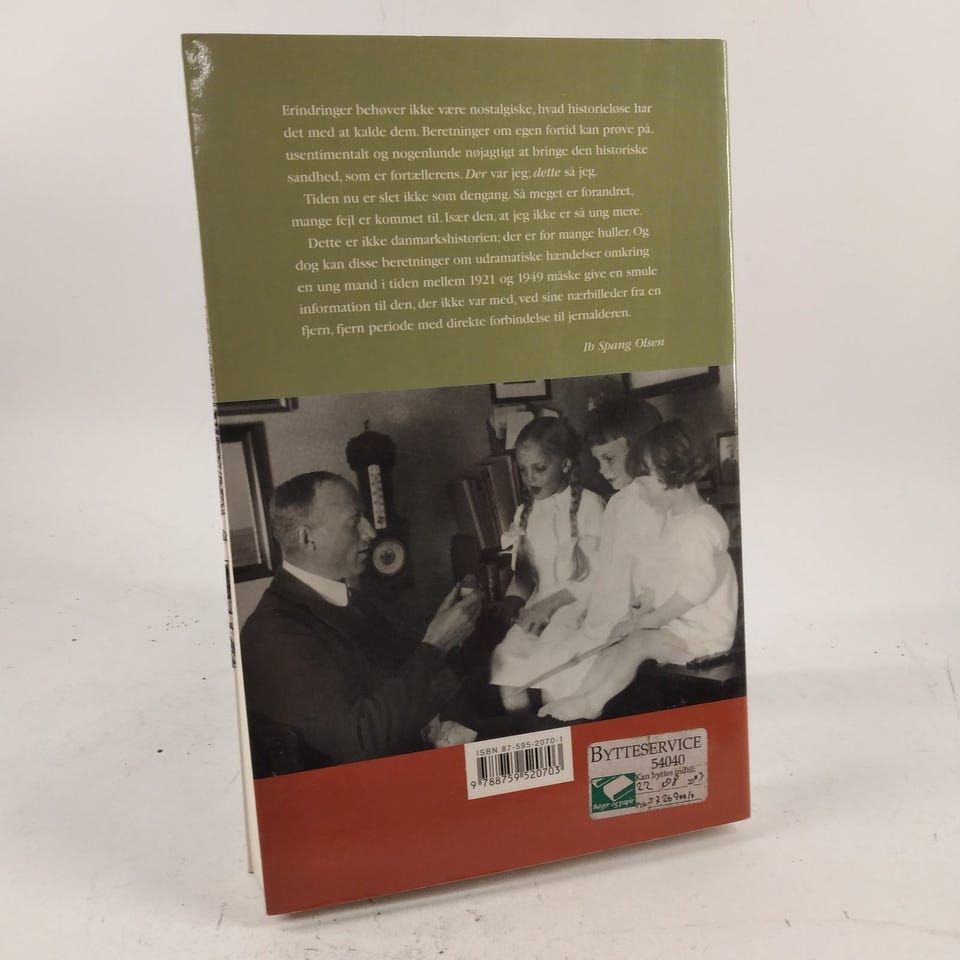 Erindringer behøver ikke være nostalgiske, hvad historieløse har
det med at kalde dem. Beretninger om egen fortid kan prøve på,
usentimentalt og nogenlunde nøjagtigt at bringe den historiske
sandhed, som er fortællerens. Der var jeg; dette så jeg.
Tiden nu er slet ikke som dengang. Så meget er forandret,
mange fejl er kommet til. Især den, at jeg ikke er så ung mere.
Dette er ikke danmarkshistorien; der er for mange huller. Og
dog kan disse beretninger om udramatiske hændelser omkring
en ung mand i tiden mellem 1921 og 1949 måske give en smule
information til den, der ikke var med, ved sine nærbilleder fra en
fjern, fjern periode med direkte forbindelse til jernalderen.
Ib Spang Olsen
ISBN 87-595-2070-1
9 788759 520703
BYTTESERVICE
54040
Kan byttes indtil:
22
Bøger og papir